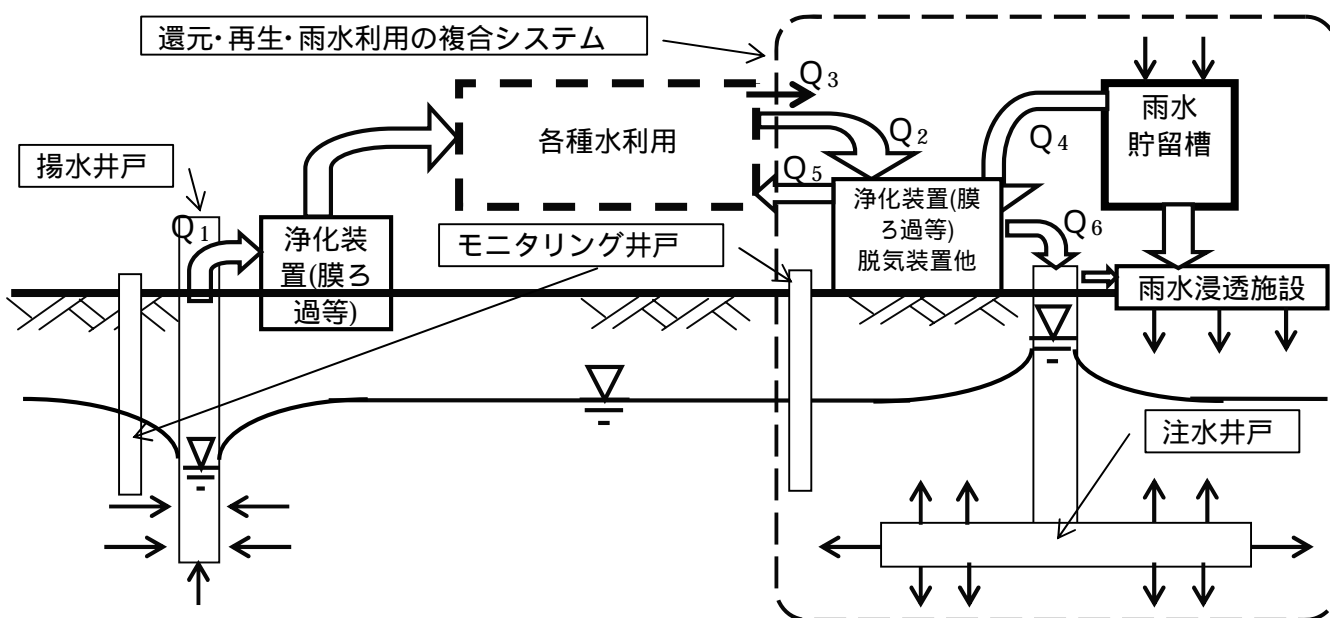 還元・再生・雨水利用の複合システム
Q3
各種水利用
Q2
Q4
雨水
貯留槽
揚水井戸
Q5
Q1
浄化装
置(膜ろ
過等)
モニタリング井戸
浄化装置(膜
ろ過等)
脱気装置他
Q6
雨水浸透施設
注水井戸